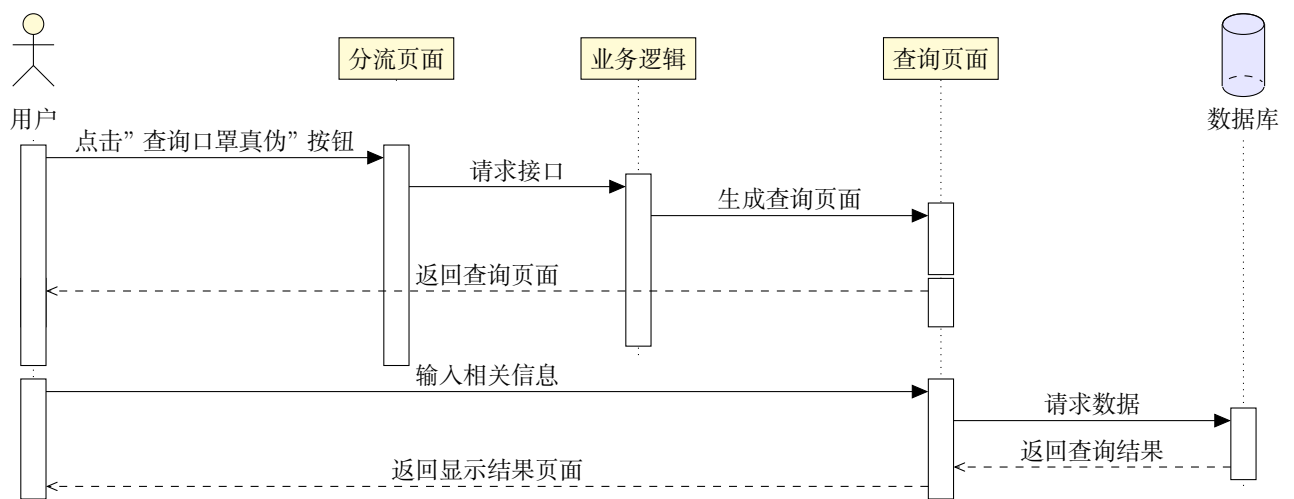 分流页面
业务逻辑
查询页面
用户
数据库
点击”查询口罩真伪”按钮
请求接口
生成查询页面
返回查询页面
输入相关信息
请求数据
返回查询结果
返回显示结果页面